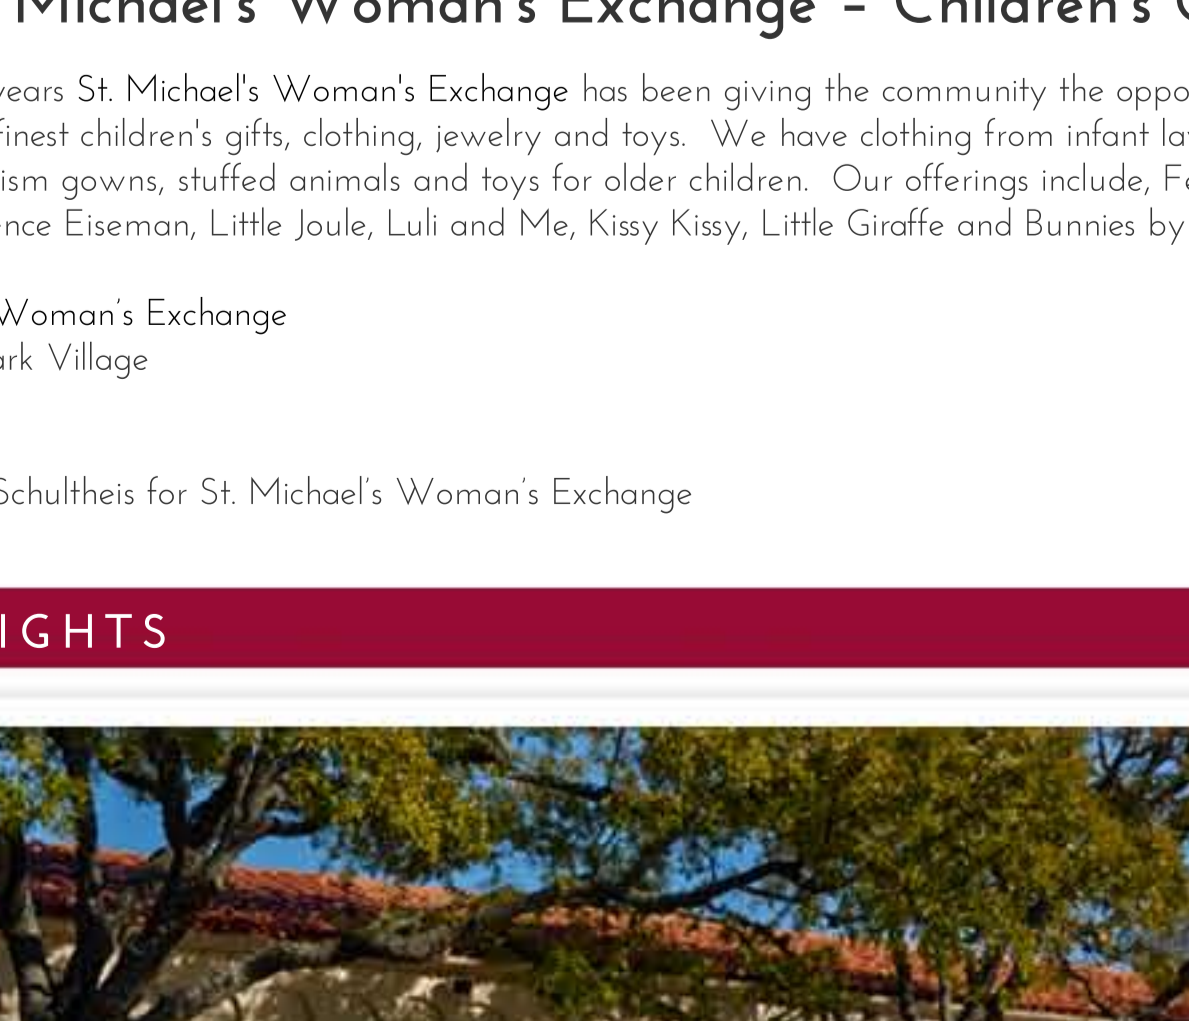 Michael's Woman's Exchange – Children's
years St. Michael's Woman's Exchange has been giving the community the oppo
finest children's gifts, clothing, jewelry and toys.  We have clothing from infant la
ism gowns, stuffed animals and toys for older children.  Our offerings include, Fe
ence Eiseman, Little Joule, Luli and Me, Kissy Kissy, Little Giraffe and Bunnies by
Woman’s Exchange
ark Village
Schultheis for St. Michael’s Woman’s Exchange
IGHTS